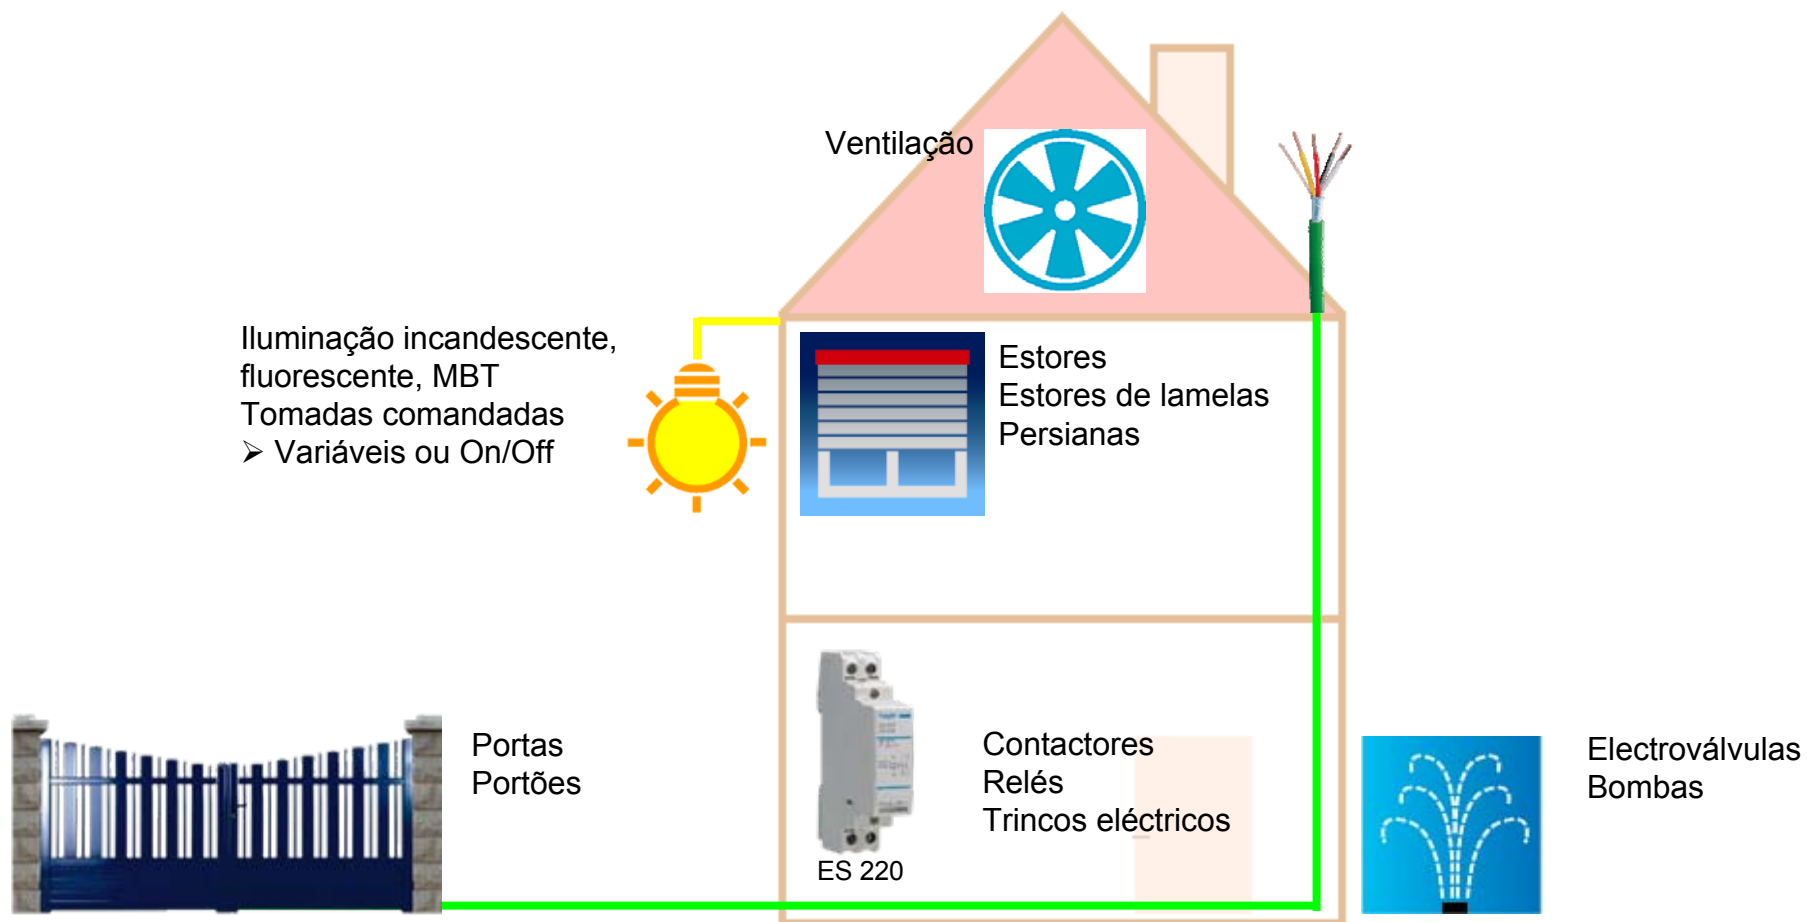 Ventilação
Iluminação incandescente,
fluorescente, MBT
Tomadas comandadas
➢ Variáveis ou On/Off
Estores
Estores de lamelas
Persianas
Portas
Portões
Contactores
Relés
Trincos eléctricos
ES 220
Electroválvulas
Bombas